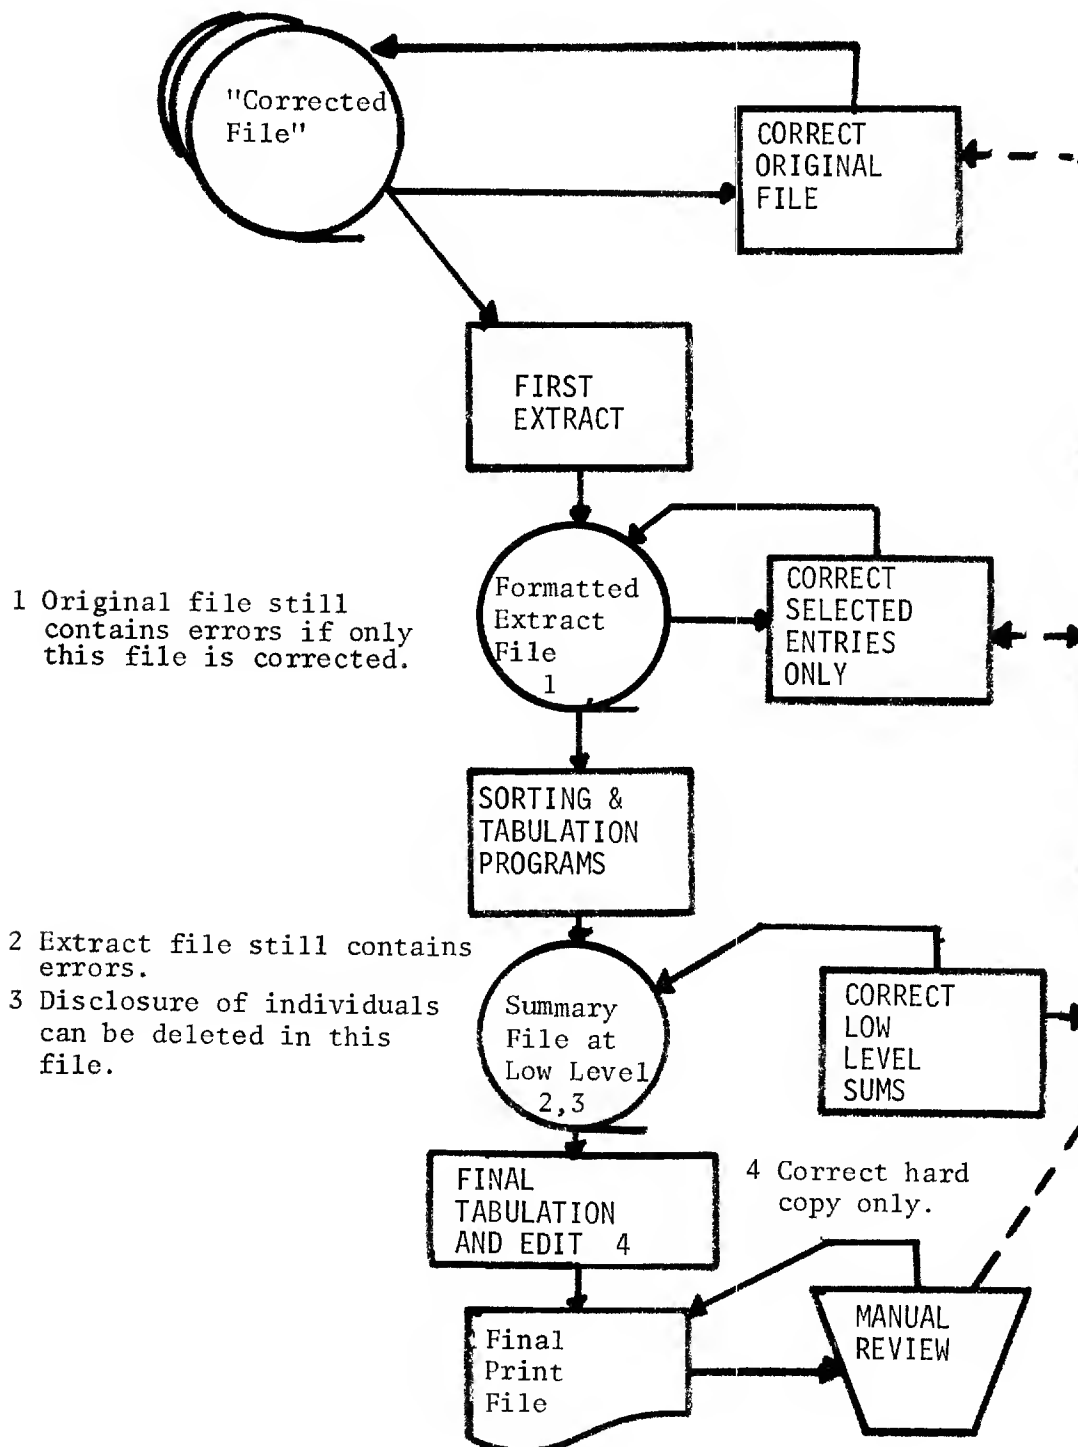 "Corrected
File"
CORRECT
ORIGINAL
FILE
FIRST
EXTRACT
Formatted
Extract
File
1
CORRECT
SELECTED
ENTRIES
ONLY
1 Original file still
contains errors if only
this file is corrected.
SORTING &
TABULATION
PROGRAMS
2 Extract file still contains
errors.
3 Disclosure of individuals
can be deleted in this
file.
Summary
File at
Low Level
2,3
CORRECT
LOW
LEVEL
SUMS
FINAL
TABULATION
AND EDIT 4
4 Correct hard
copy only.
Final
Print
File
MANUAL
REVIEW